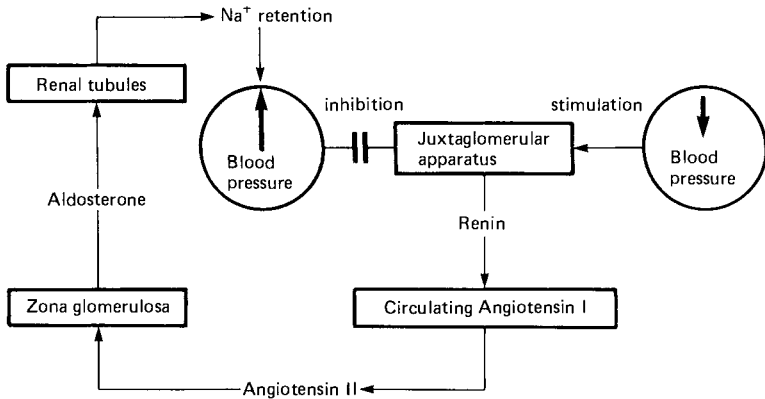 Na⁺ retention
Renal tubules
inhibition
stimulation
Blood
pressure
Juxtaglomerular
apparatus
Blood
pressure
Aldosterone
Renin
Zona glomerulosa
Circulating Angiotensin I
Angiotensin II